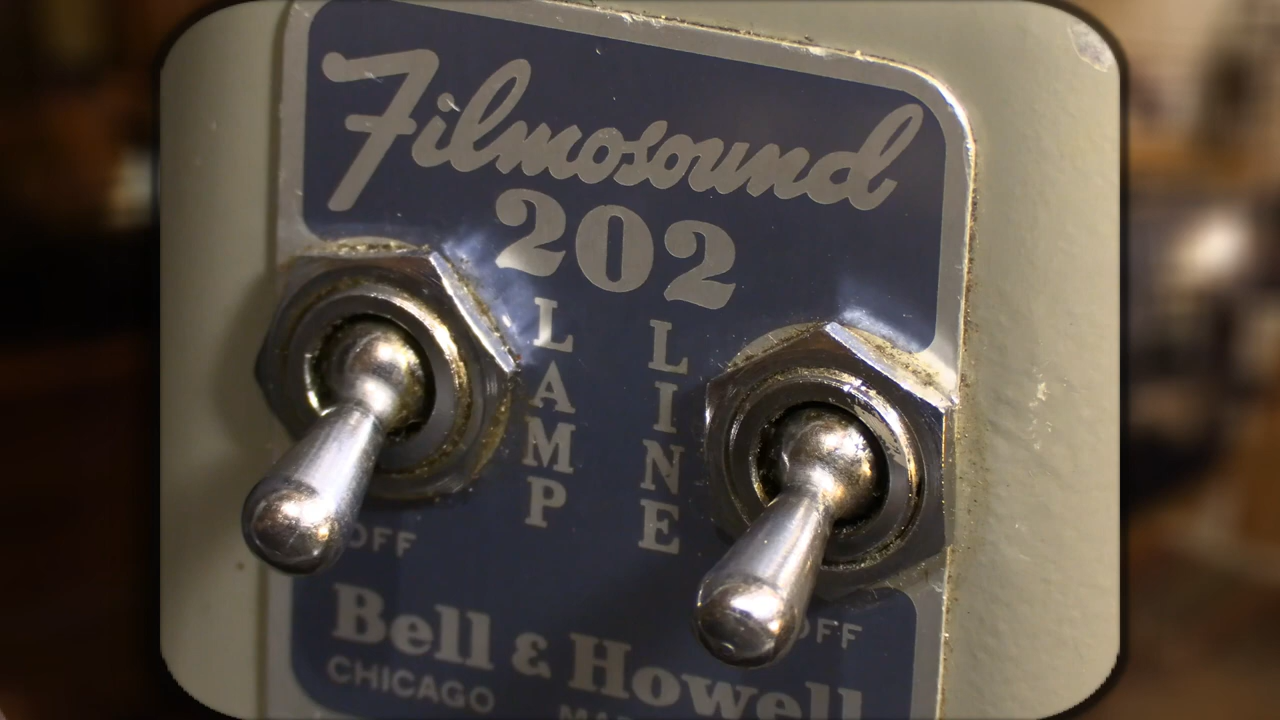 Filmosound
202
LAMP
LINE
OFF
OFF
Bell & Howell
CHICAGO